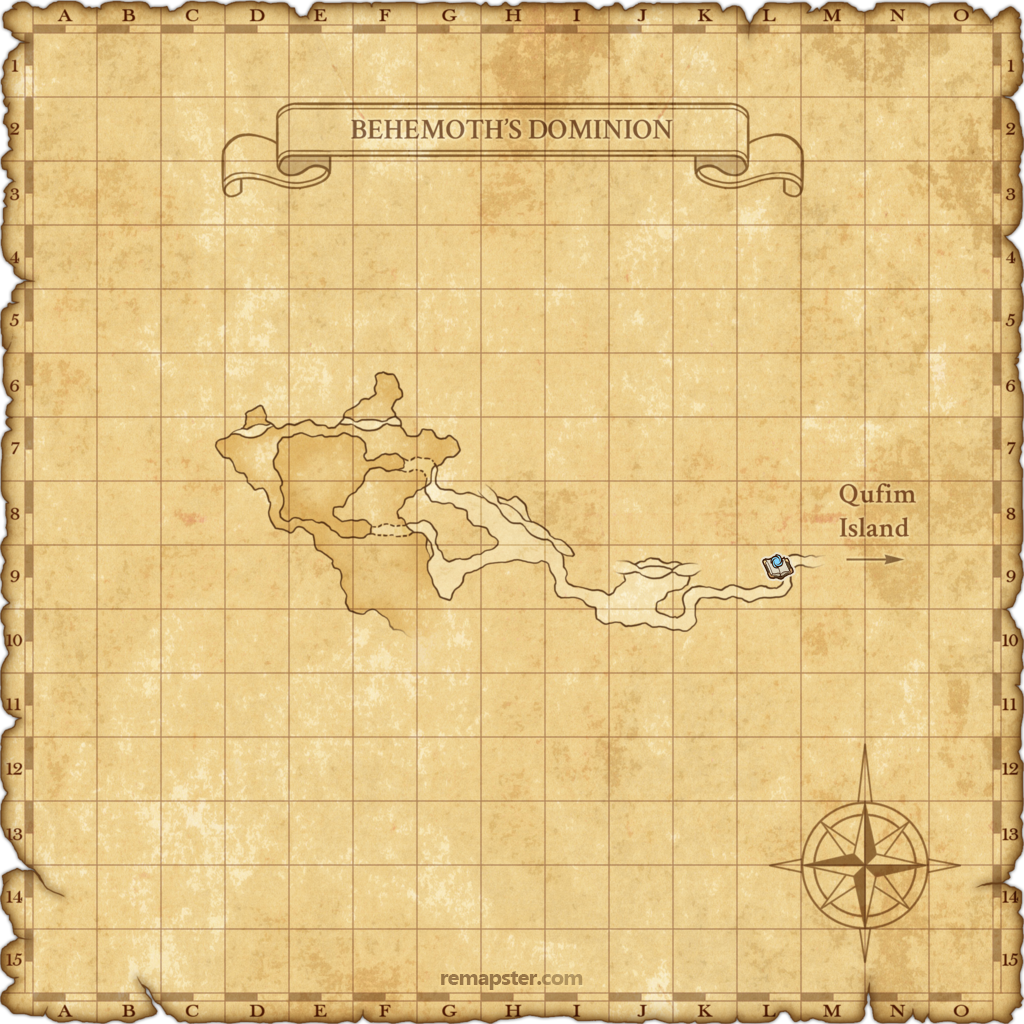 A B C D E F G H I J K L M N O
1 1
2 BEHEMOTH'S DOMINION 2
3 3
4 4
5 5
6 6
7 7
Qufim
8 8
Island
9 9
10 10
11 11
12 12
13 13
14 14
15 15
remapster.com
A B C D E F G H I J K L M N O